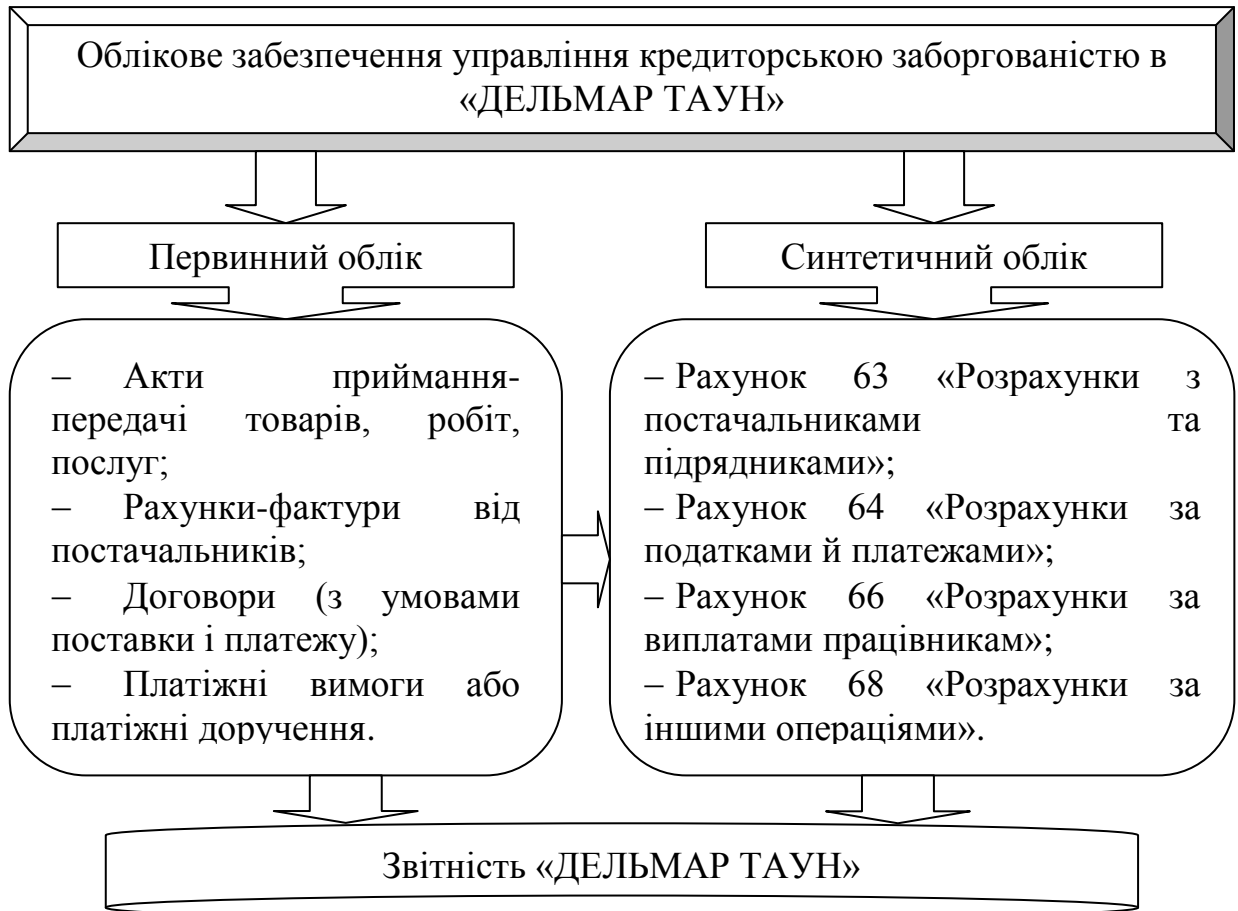 Облікове забезпечення управління кредиторською заборгованістю в
«ДЕЛЬМАР ТАУН»
Первинний облік
Синтетичний облік
– Акти приймання-
передачі товарів, робіт,
послуг;
– Рахунки-фактури від
постачальників;
– Договори (з умовами
поставки і платежу);
– Платіжні вимоги або
платіжні доручення.
– Рахунок 63 «Розрахунки з
постачальниками та
підрядниками»;
– Рахунок 64 «Розрахунки за
податками й платежами»;
– Рахунок 66 «Розрахунки за
виплатами працівникам»;
– Рахунок 68 «Розрахунки за
іншими операціями».
Звітність «ДЕЛЬМАР ТАУН»